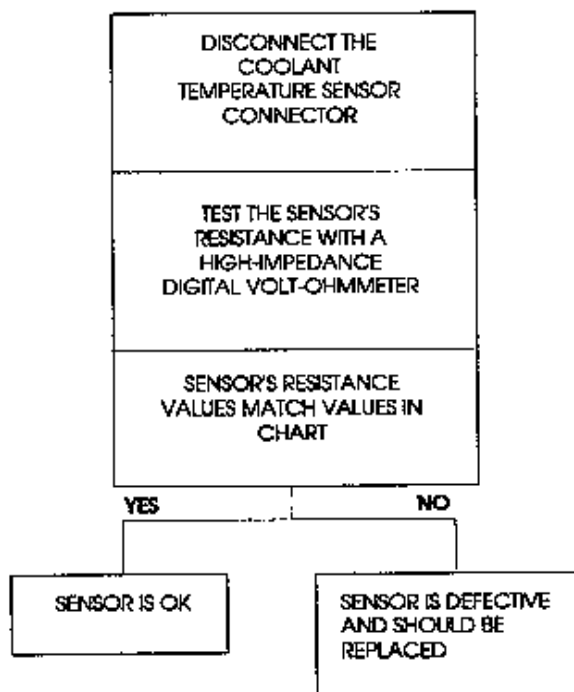 DISCONNECT THE
COOLANT
TEMPERATURE SENSOR
CONNECTOR
TEST THE SENSOR'S
RESISTANCE WITH A
HIGH-IMPEDANCE
DIGITAL VOLT-OHMMETER
SENSOR'S RESISTANCE
VALUES MATCH VALUES IN
CHART
YES
NO
SENSOR IS OK
SENSOR IS DEFECTIVE
AND SHOULD BE
REPLACED